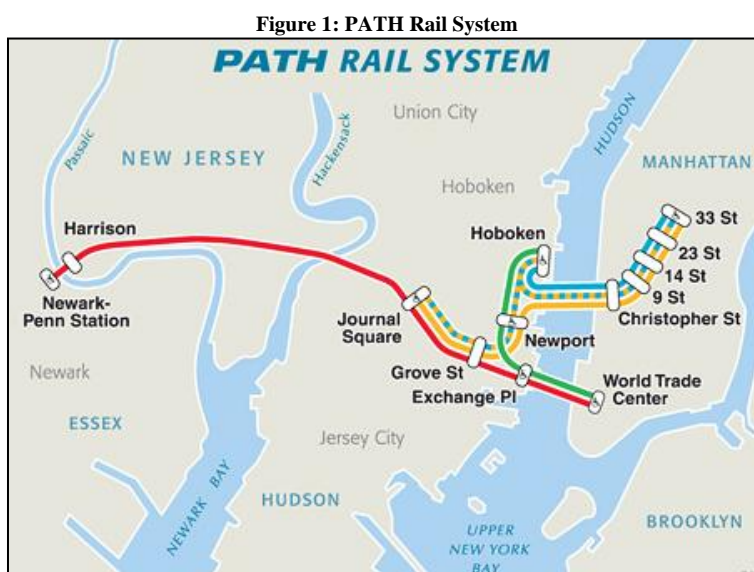 Figure 1: PATH Rail System
PATH RAIL SYSTEM
Union City
HUDSON
Passaic
NEW JERSEY
Hackensack
MANHATTAN
Hoboken
33 St
Harrison
Hoboken
23 St
14 St
9 St
Newark-
Penn Station
Journal
Square
Christopher St
Newport
Newark
Grove St
World Trade
Center
Exchange Pl
ESSEX
Jersey City
NEWARK BAY
HUDSON
UPPER
NEW YORK
BAY
BROOKLYN